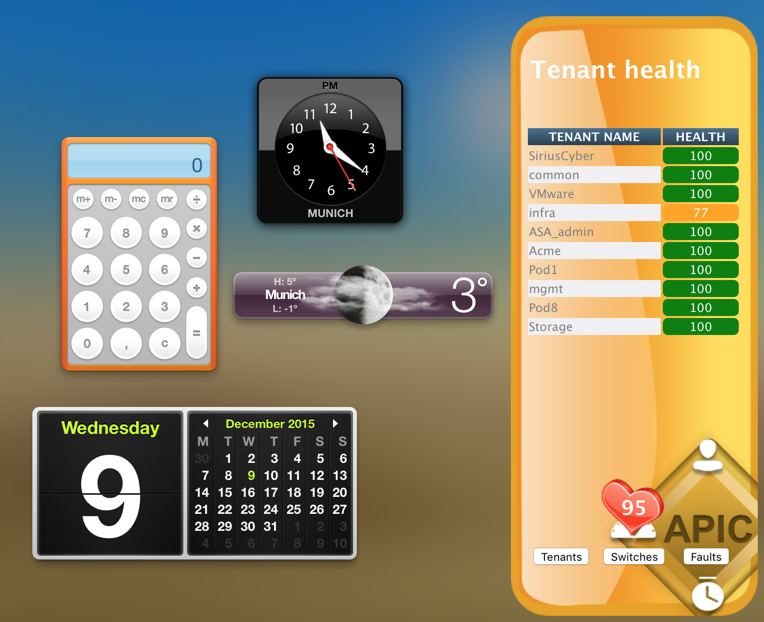 0
m+ m- mc mr ÷
7 8 9 ×
4 5 6 −
+
1 2 3
0 , c =
PM
12 1 2 3 4 5 6 7 8 9 10 11
MUNICH
H: 5°
Munich
L: -1°
3°
Wednesday
9
December 2015
M T W T F S S
30 1 2 3 4 5 6
7 8 9 10 11 12 13
14 15 16 17 18 19 20
21 22 23 24 25 26 27
28 29 30 31 1 2 3
4 5 6 7 8 9 10
Tenant health
TENANT NAME HEALTH
SiriusCyber 100
common 100
VMware 100
infra 77
ASA_admin 100
Acme 100
Pod1 100
mgmt 100
Pod8 100
Storage 100
95
APIC
Tenants Switches Faults